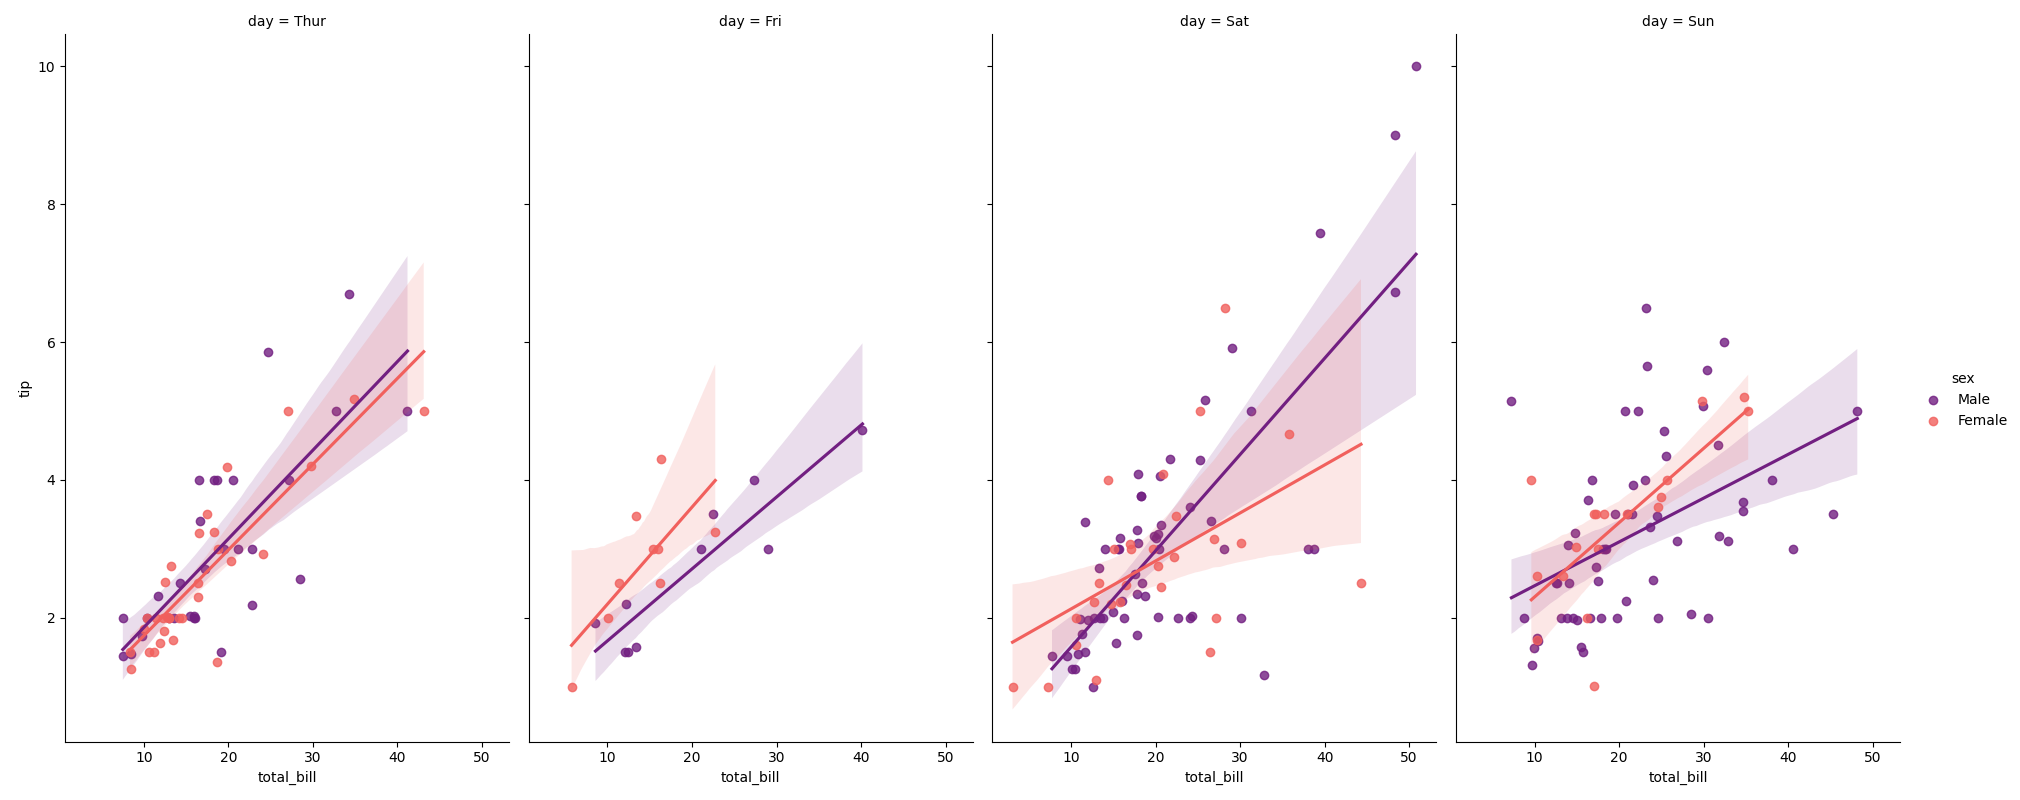 day = Thur
day = Fri
day = Sat
day = Sun
tip
10
8
6
4
2
10 20 30 40 50
10 20 30 40 50
10 20 30 40 50
10 20 30 40 50
total_bill
total_bill
total_bill
total_bill
sex
Male
Female